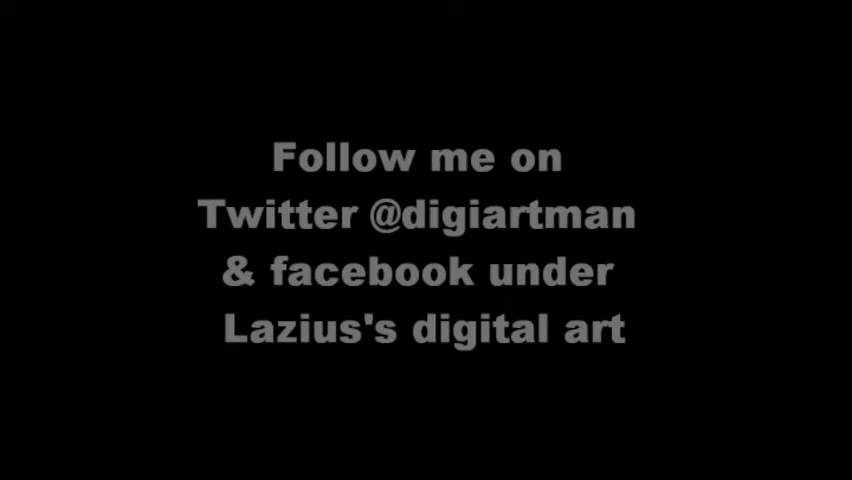 Follow me on
Twitter @digiartman
& facebook under
Lazius's digital art